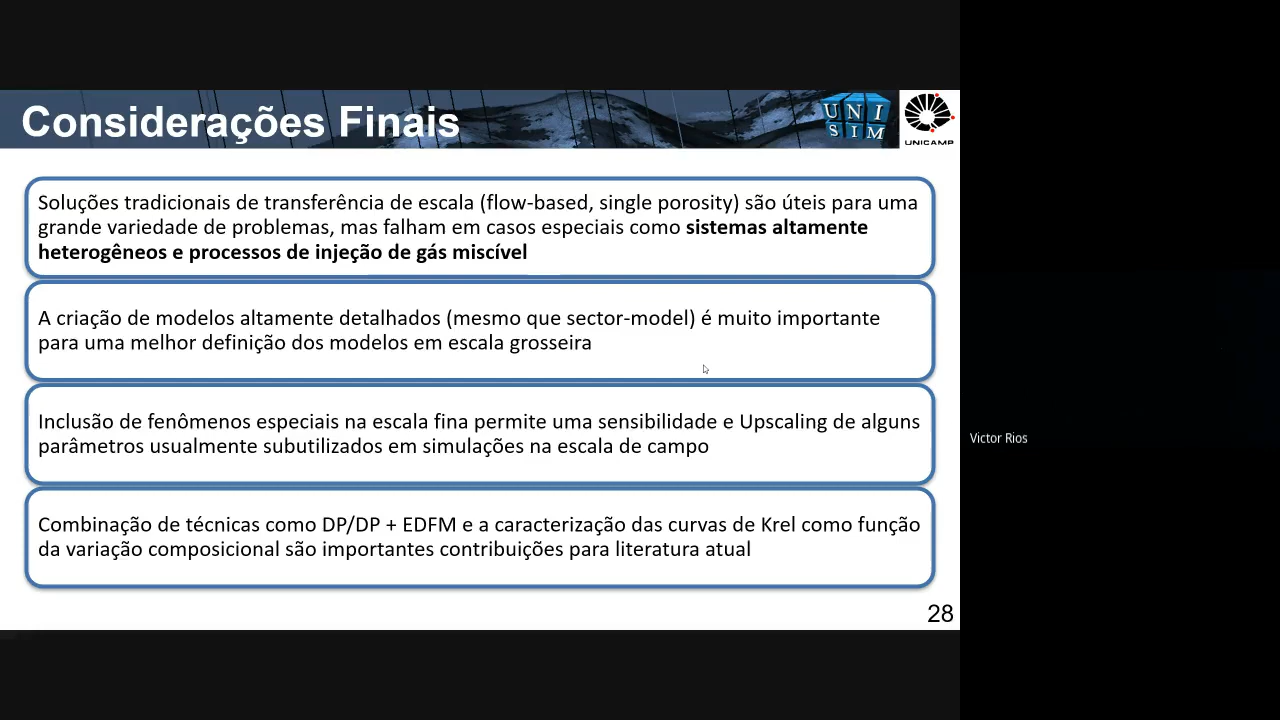 Considerações Finais
UNI
SIM
UNICAMP
Soluções tradicionais de transferência de escala (flow-based, single porosity) são úteis para uma
grande variedade de problemas, mas falham em casos especiais como sistemas altamente
heterogêneos e processos de injeção de gás miscível
A criação de modelos altamente detalhados (mesmo que sector-model) é muito importante
para uma melhor definição dos modelos em escala grosseira
Inclusão de fenômenos especiais na escala fina permite uma sensibilidade e Upscaling de alguns
parâmetros usualmente subutilizados em simulações na escala de campo
Combinação de técnicas como DP/DP + EDFM e a caracterização das curvas de Krel como função
da variação composicional são importantes contribuições para literatura atual
28
Victor Rios